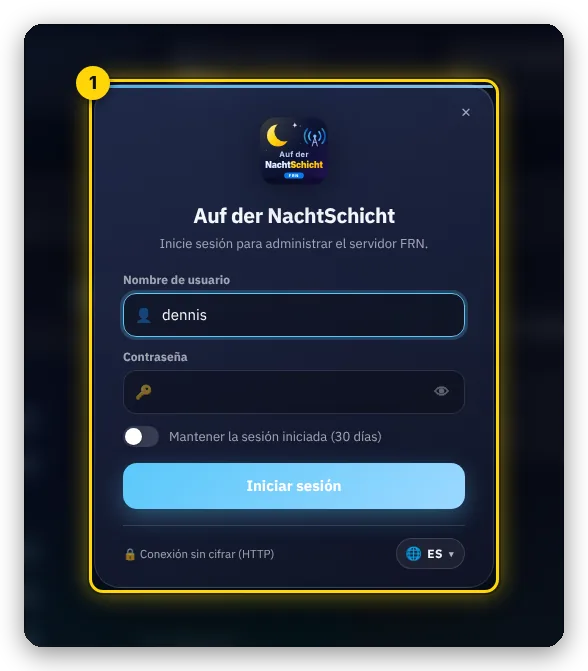 1
×
Auf der
NachtSchicht
FRN
Auf der NachtSchicht
Inicie sesión para administrar el servidor FRN.
Nombre de usuario
dennis
Contraseña
Mantener la sesión iniciada (30 días)
Iniciar sesión
Conexión sin cifrar (HTTP)
ES